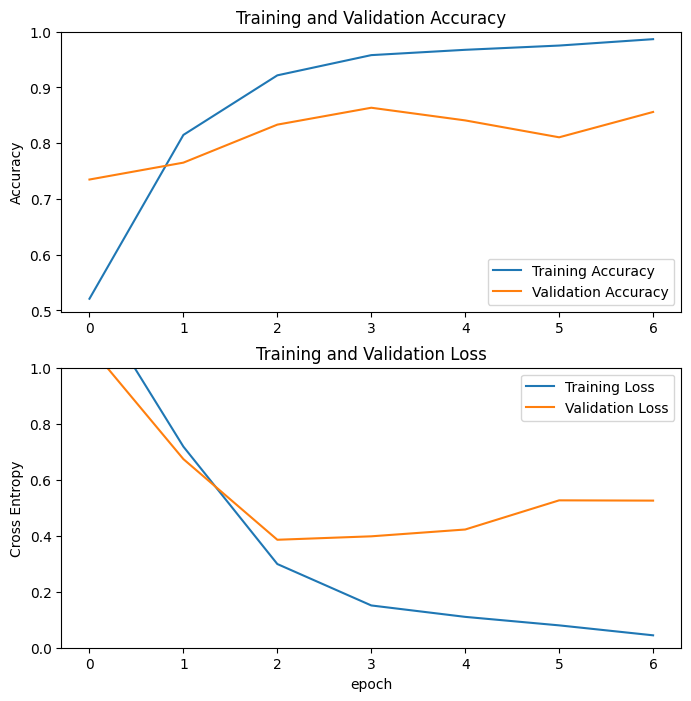 Training and Validation Accuracy
1.0
0.9
0.8
0.7
0.6
0.5
Accuracy
Training Accuracy
Validation Accuracy
0 1 2 3 4 5 6
Training and Validation Loss
1.0
0.8
0.6
0.4
0.2
0.0
Cross Entropy
Training Loss
Validation Loss
0 1 2 3 4 5 6
epoch